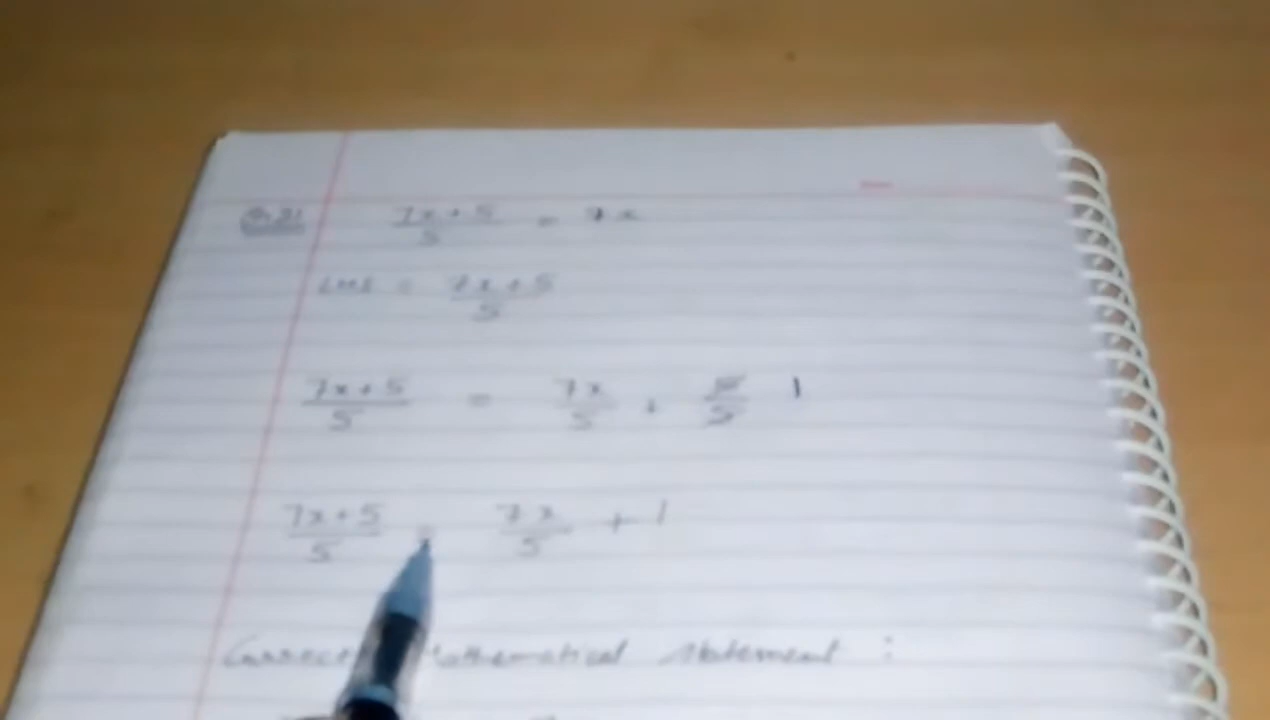 Q.21 7x+5/5 = 7x
LHS = 7x+5/5
7x+5/5 = 7x/5 + 5/5 1
7x+5/5 = 7x/5 + 1
Correct Mathematical Statement :